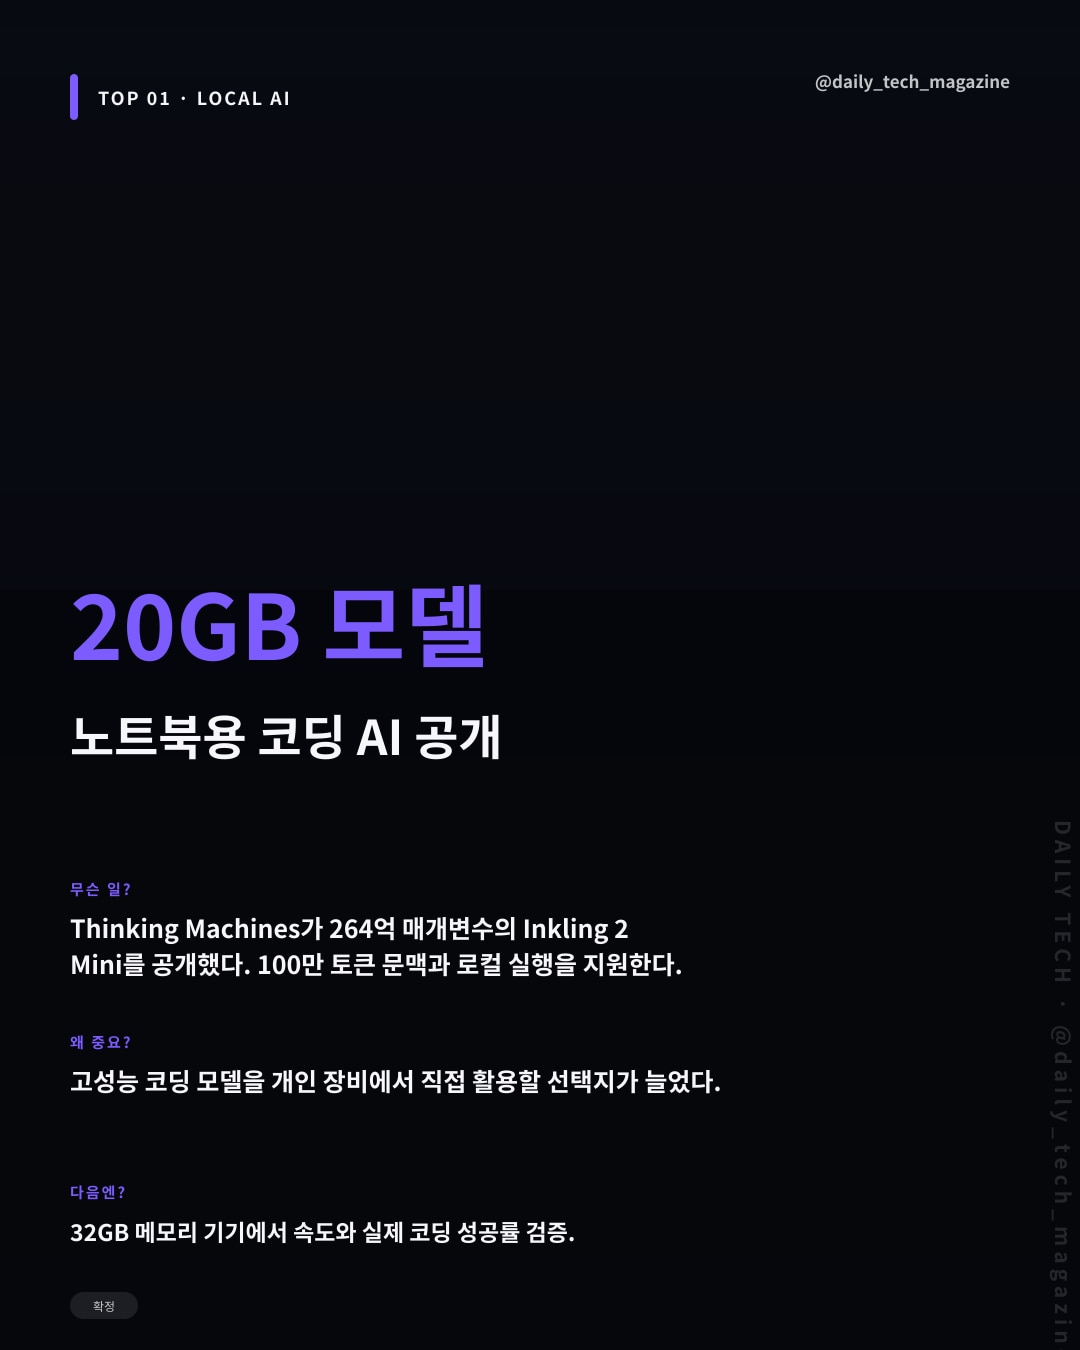 TOP 01 · LOCAL AI
@daily_tech_magazine
20GB 모델
노트북용 코딩 AI 공개
무슨 일?
Thinking Machines가 264억 매개변수의 Inkling 2
Mini를 공개했다. 100만 토큰 문맥과 로컬 실행을 지원한다.
왜 중요?
고성능 코딩 모델을 개인 장비에서 직접 활용할 선택지가 늘었다.
다음엔?
32GB 메모리 기기에서 속도와 실제 코딩 성공률 검증.
확정
DAILY TECH · @daily_tech_magazin